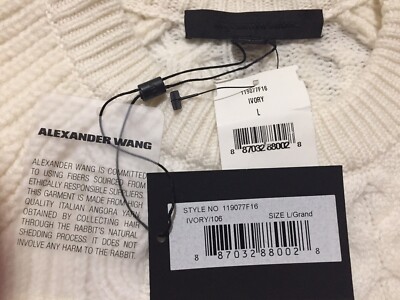 119077F16
IVORY
L
8 87032 88002 8
ALEXANDER WANG
ALEXANDER WANG IS COMMITTED
TO USING FIBERS SOURCED FROM
ETHICALLY RESPONSIBLE SUPPLIERS.
THIS GARMENT IS MADE FROM HIGH
QUALITY ITALIAN ANGORA YARN
OBTAINED BY COLLECTING HAIR
THROUGH THE RABBIT'S NATURAL
SHEDDING PROCESS. IT DOES NOT
INVOLVE ANY HARM TO THE RABBIT.
STYLE NO 119077F16
IVORY/106 SIZE L/Grand
8 87032 88002 8